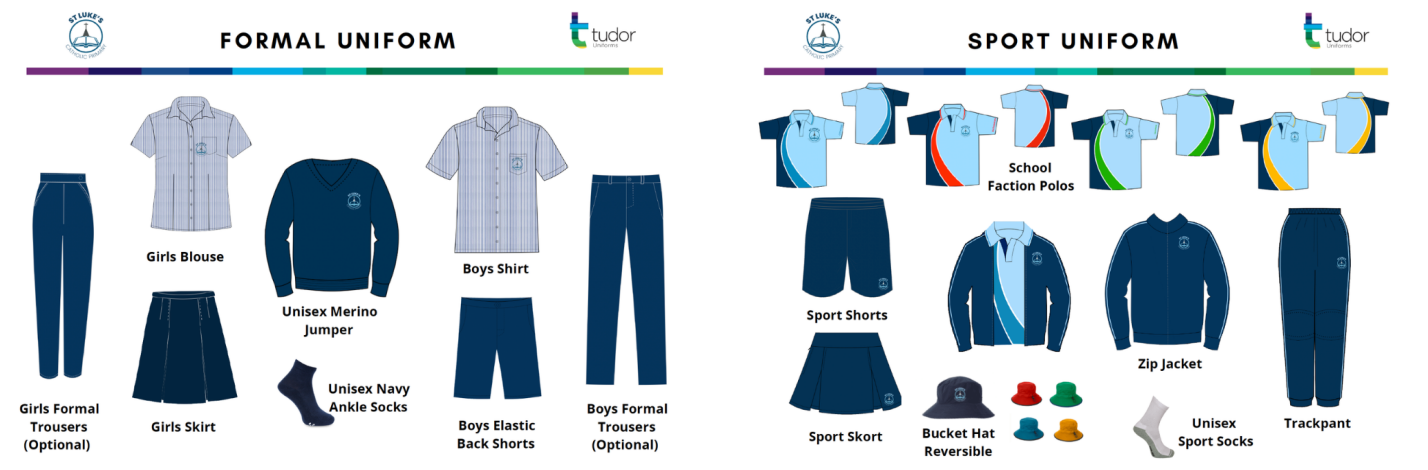 ST LUKE'S
CATHOLIC PRIMARY
FORMAL UNIFORM
tudor
Uniforms
Girls Blouse
Boys Shirt
Unisex Merino
Jumper
Girls Formal
Trousers
(Optional)
Girls Skirt
Unisex Navy
Ankle Socks
Boys Elastic
Back Shorts
Boys Formal
Trousers
(Optional)
ST LUKE'S
CATHOLIC PRIMARY
SPORT UNIFORM
tudor
Uniforms
School
Faction Polos
Sport Shorts
Zip Jacket
Sport Skort
Bucket Hat
Reversible
Unisex
Sport Socks
Trackpant